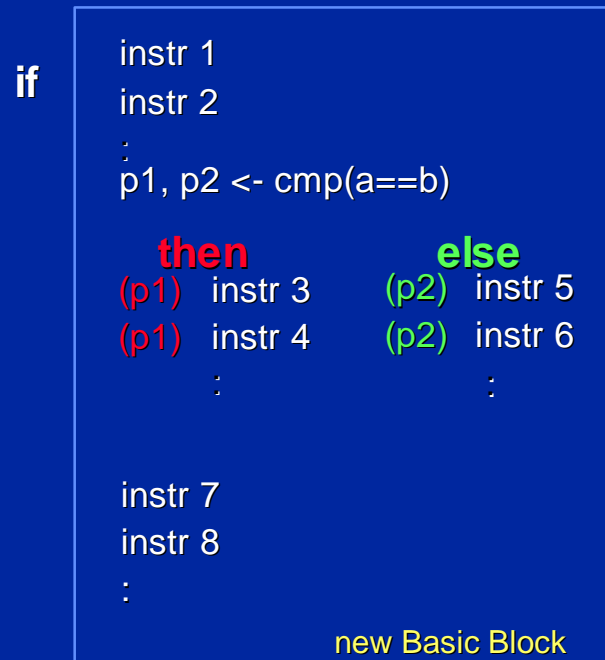 if
instr 1
instr 2
:
p1, p2 <- cmp(a==b)
then else
(p1) instr 3 (p2) instr 5
(p1) instr 4 (p2) instr 6
: :
instr 7
instr 8
:
new Basic Block